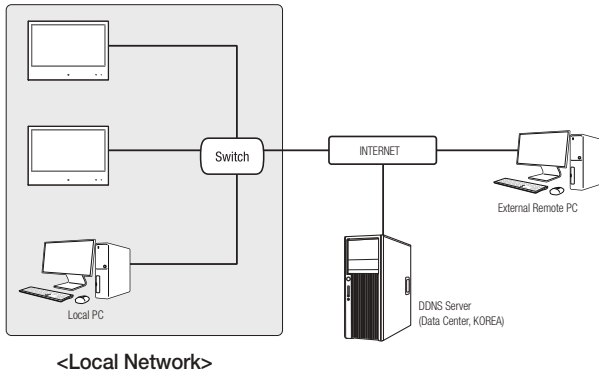 Switch
INTERNET
External Remote PC
Local PC
DDNS Server
(Data Center, KOREA)
<Local Network>